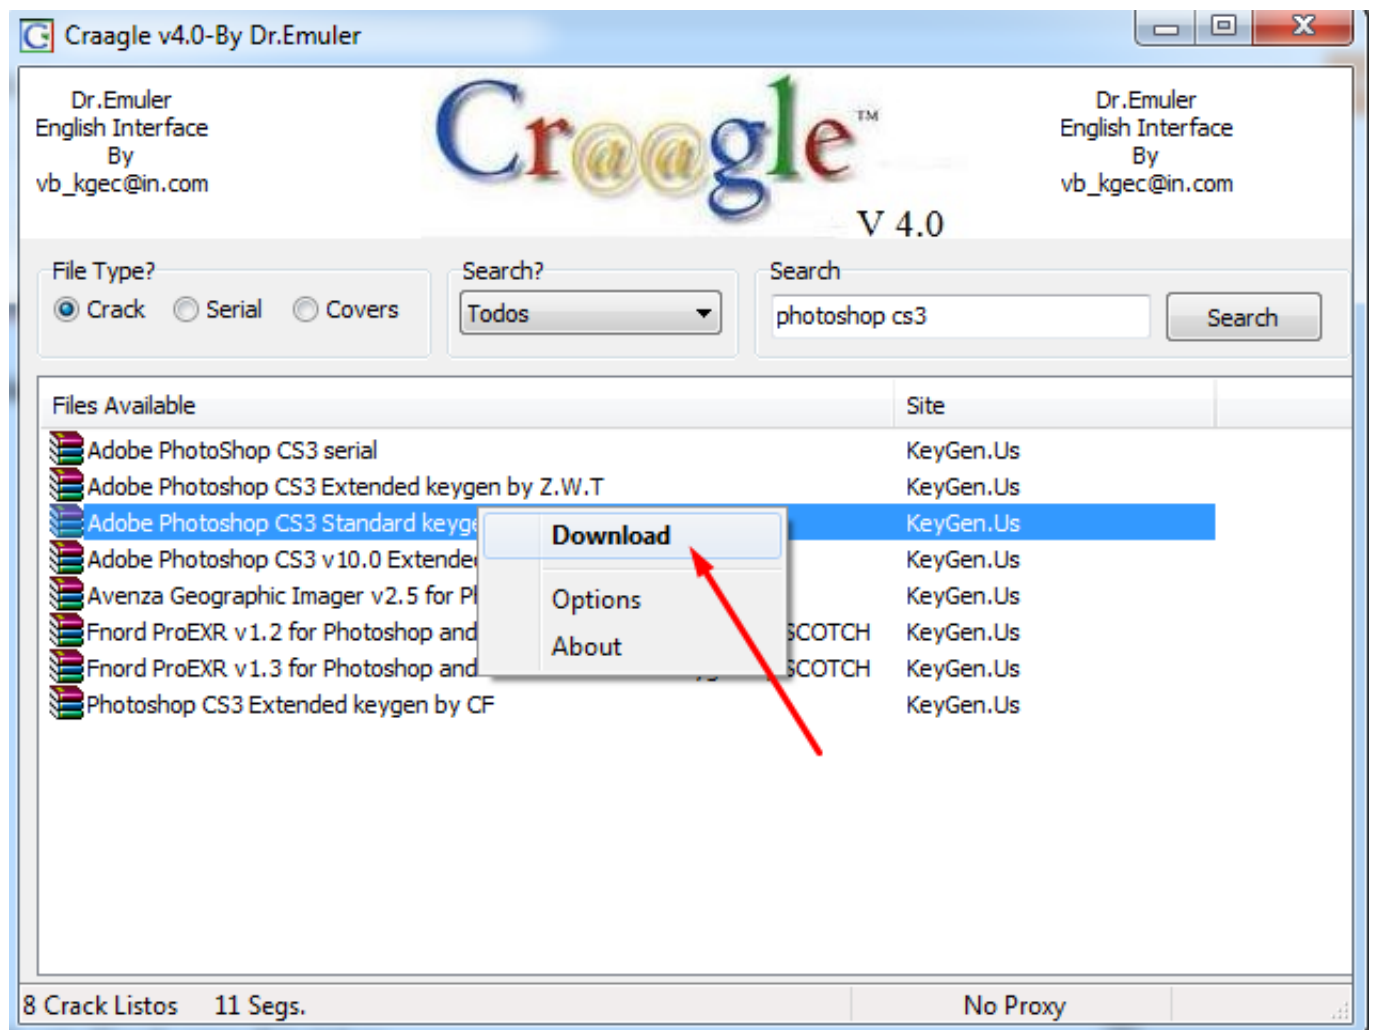 Craagle v4.0-By Dr.Emuler
Dr.Emuler
English Interface
By
vb_kgec@in.com
Cr@@gle™
V 4.0
Dr.Emuler
English Interface
By
vb_kgec@in.com
File Type?
Crack Serial Covers
Search?
Todos
Search
photoshop cs3
Search
Files Available Site
Adobe PhotoShop CS3 serial KeyGen.Us
Adobe Photoshop CS3 Extended keygen by Z.W.T KeyGen.Us
Adobe Photoshop CS3 Standard keyge KeyGen.Us
Adobe Photoshop CS3 v10.0 Extende KeyGen.Us
Avenza Geographic Imager v2.5 for P KeyGen.Us
Fnord ProEXR v1.2 for Photoshop and SCOTCH KeyGen.Us
Fnord ProEXR v1.3 for Photoshop and SCOTCH KeyGen.Us
Photoshop CS3 Extended keygen by CF KeyGen.Us
Download
Options
About
8 Crack Listos 11 Segs. No Proxy